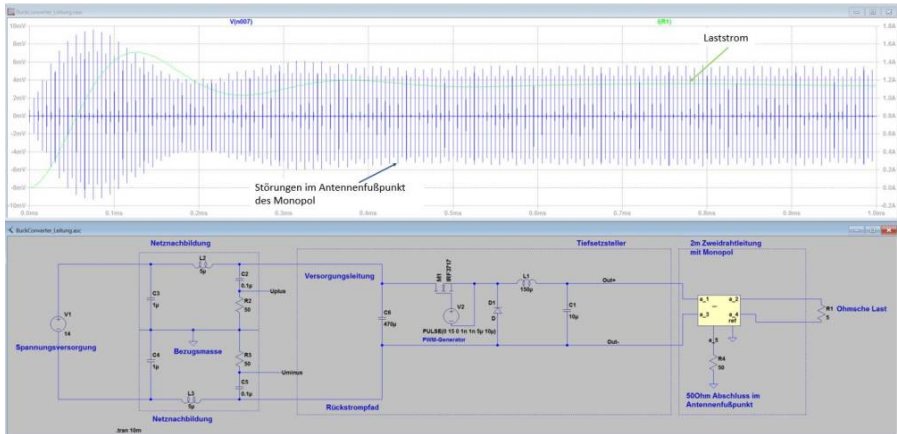 V(n007)
I(R1)
10mV
8mV
6mV
4mV
2mV
0mV
-2mV
-4mV
-6mV
-8mV
-10mV
1.8A
1.6A
1.4A
1.2A
1.0A
0.8A
0.6A
0.4A
0.2A
0.0A
-0.2A
Laststrom
Störungen im Antennenfußpunkt
des Monopol
0.0ms
0.1ms
0.2ms
0.3ms
0.4ms
0.5ms
0.6ms
0.7ms
0.8ms
0.9ms
1.0ms
BuckConverter_Leitung.asc
Netznachbildung
Tiefsetzsteller
2m Zweidrahtleitung
mit Monopol
L2
5µ
C2
0.1µ
Uplus
R2
50
C3
1µ
V1
14
Spannungsversorgung
Bezugsmasse
C4
1µ
R3
50
Uminus
C5
0.1µ
L3
5µ
Netznachbildung
Versorgungsleitung
C6
470µ
M1
IRF3717
V2
PULSE(0 13 0 1n 1n 5µ 10µ)
PWM-Generator
D1
D
L1
100µ
C1
10µ
Out+
Out-
Rückstrompfad
a_1
a_2
a_3
a_4
ref
a_5
R1
5
Ohmsche Last
R4
50
50Ohm Abschluss im
Antennenfußpunkt
.tran 10m